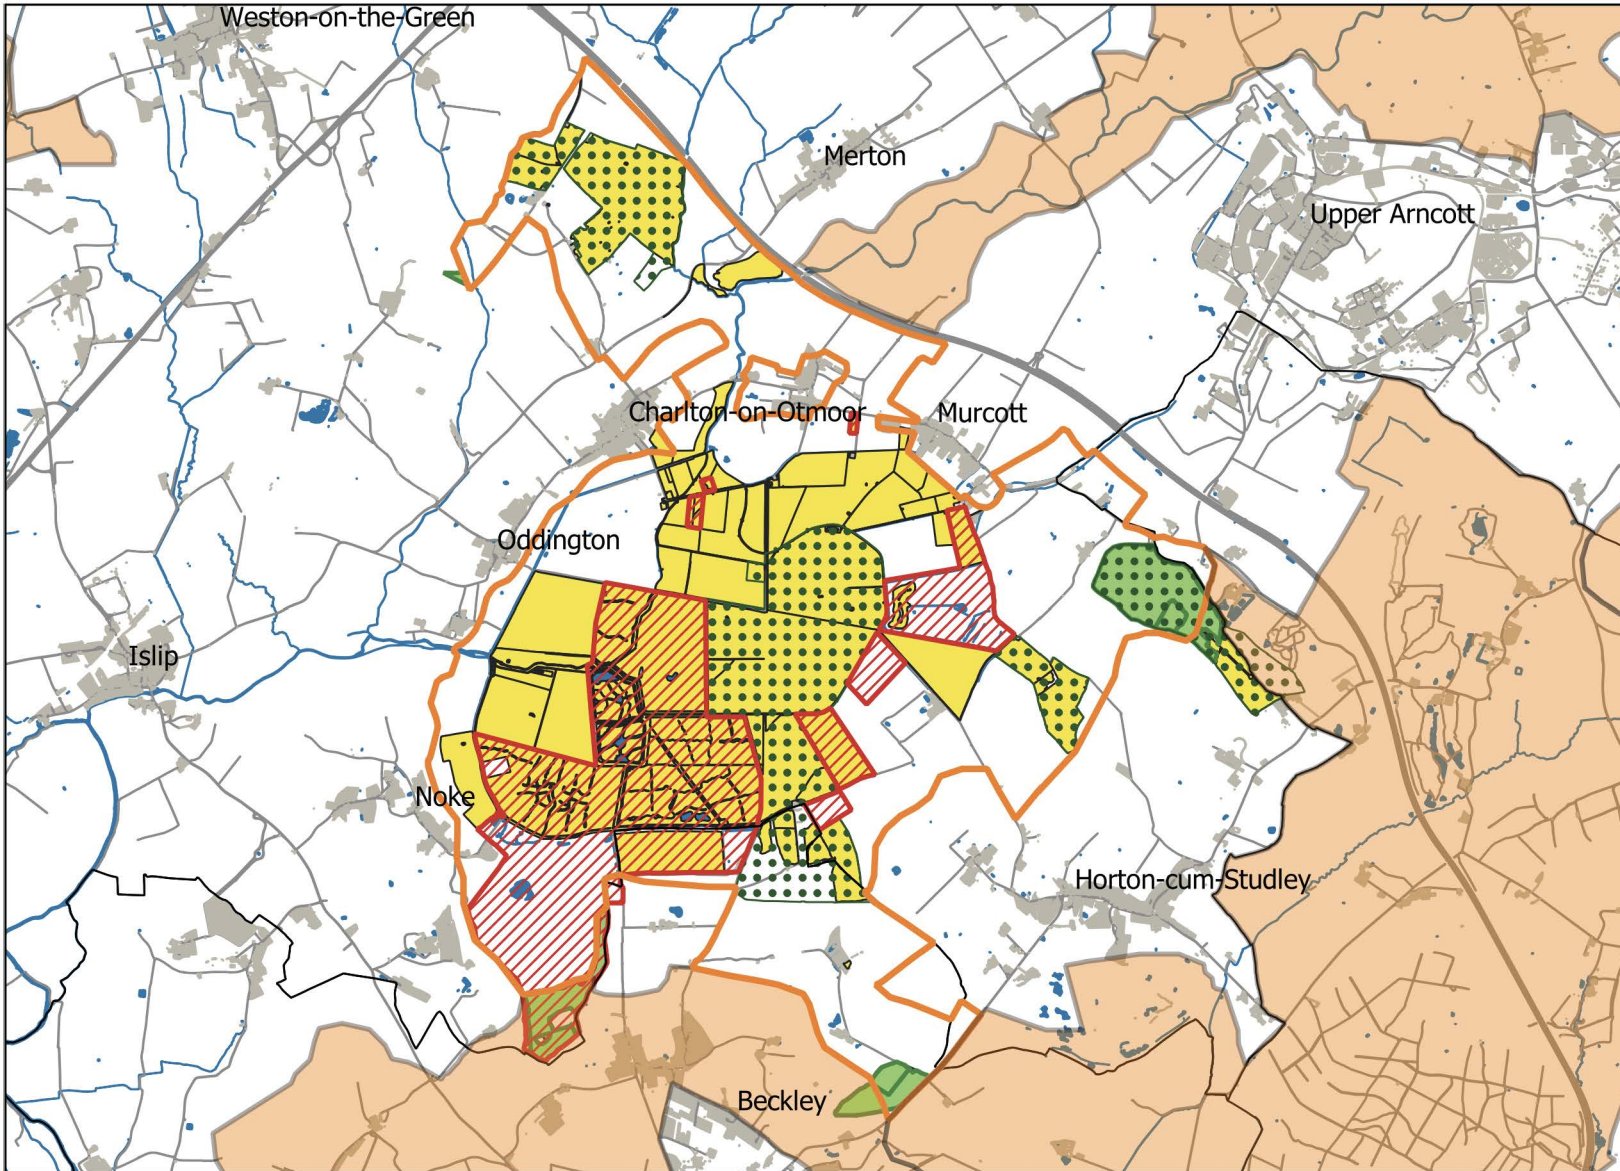 Weston-on-the-Green
Merton
Upper Arncott
Charlton-on-Otmoor
Murcott
Oddington
Islip
Noke
Horton-cum-Studley
Beckley